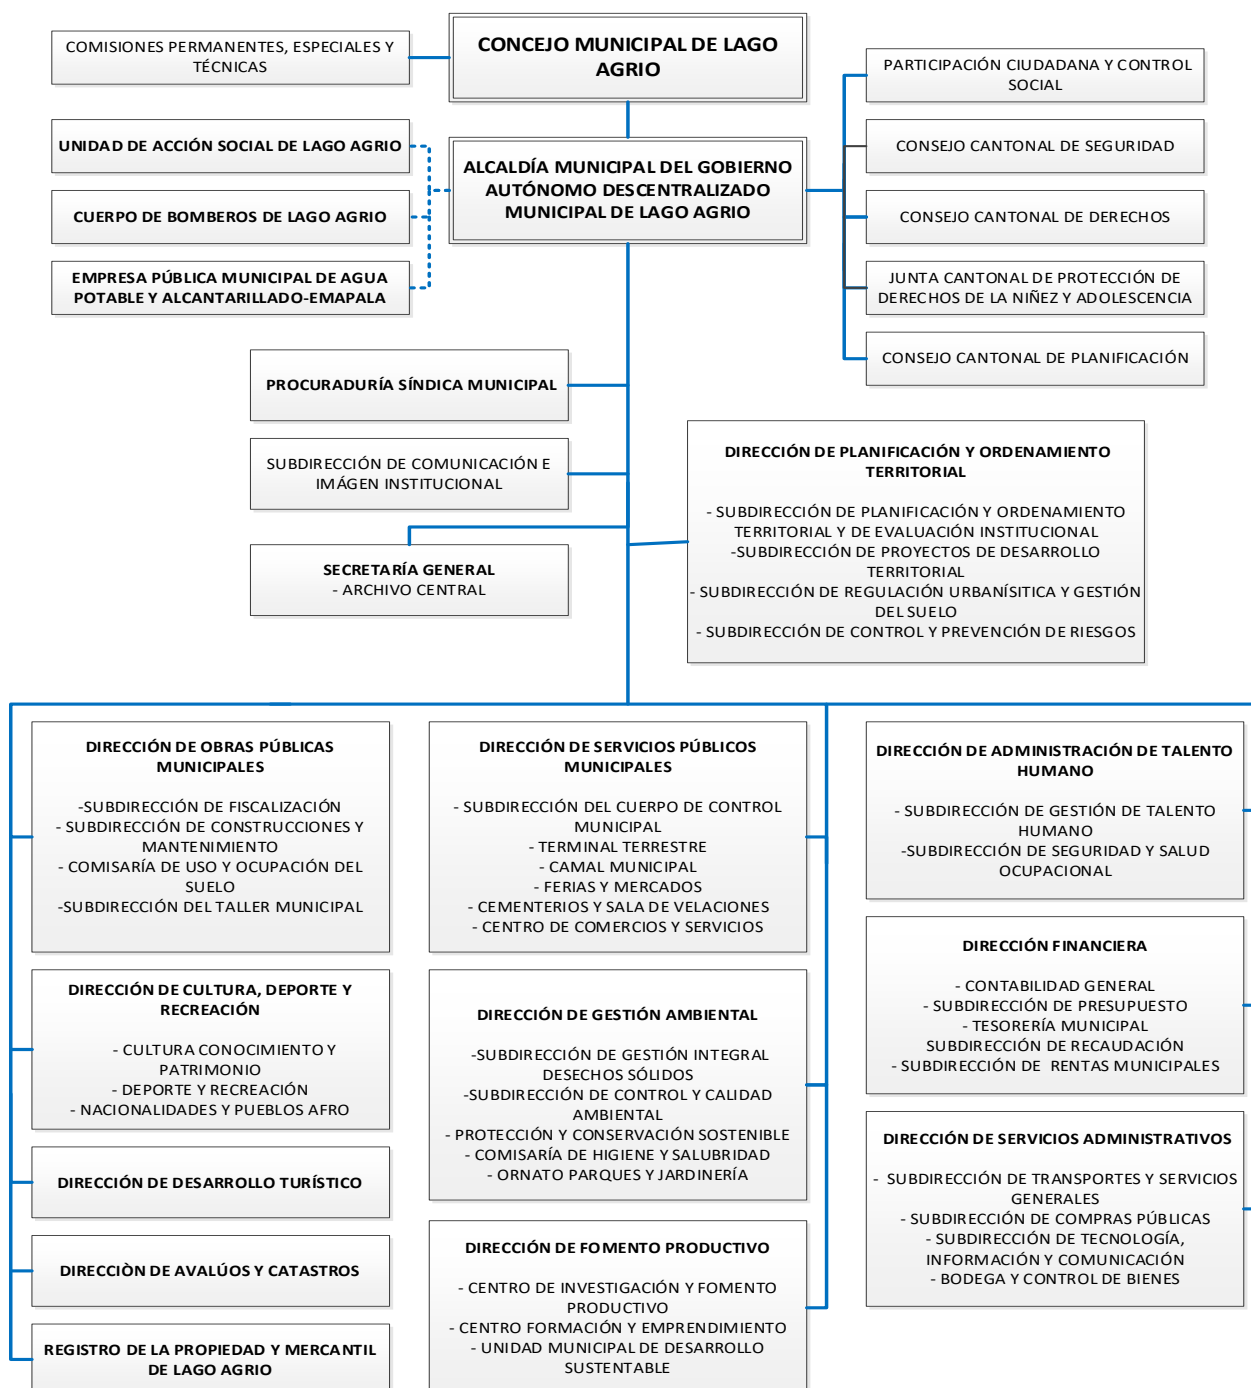 CONCEJO MUNICIPAL DE LAGO
AGRIO
COMISIONES PERMANENTES, ESPECIALES Y
TÉCNICAS
PARTICIPACIÓN CIUDADANA Y CONTROL
SOCIAL
UNIDAD DE ACCIÓN SOCIAL DE LAGO AGRIO
CUERPO DE BOMBEROS DE LAGO AGRIO
EMPRESA PÚBLICA MUNICIPAL DE AGUA
POTABLE Y ALCANTARILLADO-EMAPALA
ALCALDÍA MUNICIPAL DEL GOBIERNO
AUTÓNOMO DESCENTRALIZADO
MUNICIPAL DE LAGO AGRIO
CONSEJO CANTONAL DE SEGURIDAD
CONSEJO CANTONAL DE DERECHOS
JUNTA CANTONAL DE PROTECCIÓN DE
DERECHOS DE LA NIÑEZ Y ADOLESCENCIA
CONSEJO CANTONAL DE PLANIFICACIÓN
PROCURADURÍA SÍNDICA MUNICIPAL
SUBDIRECCIÓN DE COMUNICACIÓN E
IMÁGEN INSTITUCIONAL
SECRETARÍA GENERAL
- ARCHIVO CENTRAL
DIRECCIÓN DE PLANIFICACIÓN Y ORDENAMIENTO
TERRITORIAL
- SUBDIRECCIÓN DE PLANIFICACIÓN Y ORDENAMIENTO
TERRITORIAL Y DE EVALUACIÓN INSTITUCIONAL
-SUBDIRECCIÓN DE PROYECTOS DE DESARROLLO
TERRITORIAL
- SUBDIRECCIÓN DE REGULACIÓN URBANÍSITICA Y GESTIÓN
DEL SUELO
- SUBDIRECCIÓN DE CONTROL Y PREVENCIÓN DE RIESGOS
DIRECCIÓN DE OBRAS PÚBLICAS
MUNICIPALES
-SUBDIRECCIÓN DE FISCALIZACIÓN
- SUBDIRECCIÓN DE CONSTRUCCIONES Y
MANTENIMIENTO
- COMISARÍA DE USO Y OCUPACIÓN DEL
SUELO
-SUBDIRECCIÓN DEL TALLER MUNICIPAL
DIRECCIÓN DE CULTURA, DEPORTE Y
RECREACIÓN
- CULTURA CONOCIMIENTO Y
PATRIMONIO
- DEPORTE Y RECREACIÓN
- NACIONALIDADES Y PUEBLOS AFRO
DIRECCIÓN DE DESARROLLO TURÍSTICO
DIRECCIÒN DE AVALÚOS Y CATASTROS
REGISTRO DE LA PROPIEDAD Y MERCANTIL
DE LAGO AGRIO
DIRECCIÓN DE SERVICIOS PÚBLICOS
MUNICIPALES
- SUBDIRECCIÓN DEL CUERPO DE CONTROL
MUNICIPAL
- TERMINAL TERRESTRE
- CAMAL MUNICIPAL
- FERIAS Y MERCADOS
- CEMENTERIOS Y SALA DE VELACIONES
- CENTRO DE COMERCIOS Y SERVICIOS
DIRECCIÓN DE GESTIÓN AMBIENTAL
-SUBDIRECCIÓN DE GESTIÓN INTEGRAL
DESECHOS SÓLIDOS
-SUBDIRECCIÓN DE CONTROL Y CALIDAD
AMBIENTAL
- PROTECCIÓN Y CONSERVACIÓN SOSTENIBLE
- COMISARÍA DE HIGIENE Y SALUBRIDAD
- ORNATO PARQUES Y JARDINERÍA
DIRECCIÓN DE FOMENTO PRODUCTIVO
- CENTRO DE INVESTIGACIÓN Y FOMENTO
PRODUCTIVO
- CENTRO FORMACIÓN Y EMPRENDIMIENTO
- UNIDAD MUNICIPAL DE DESARROLLO
SUSTENTABLE
DIRECCIÓN DE ADMINISTRACIÓN DE TALENTO
HUMANO
- SUBDIRECCIÓN DE GESTIÓN DE TALENTO
HUMANO
-SUBDIRECCIÓN DE SEGURIDAD Y SALUD
OCUPACIONAL
DIRECCIÓN FINANCIERA
- CONTABILIDAD GENERAL
- SUBDIRECCIÓN DE PRESUPUESTO
- TESORERÍA MUNICIPAL
SUBDIRECCIÓN DE RECAUDACIÓN
- SUBDIRECCIÓN DE RENTAS MUNICIPALES
DIRECCIÓN DE SERVICIOS ADMINISTRATIVOS
- SUBDIRECCIÓN DE TRANSPORTES Y SERVICIOS
GENERALES
- SUBDIRECCIÓN DE COMPRAS PÚBLICAS
- SUBDIRECCIÓN DE TECNOLOGÍA,
INFORMACIÓN Y COMUNICACIÓN
- BODEGA Y CONTROL DE BIENES